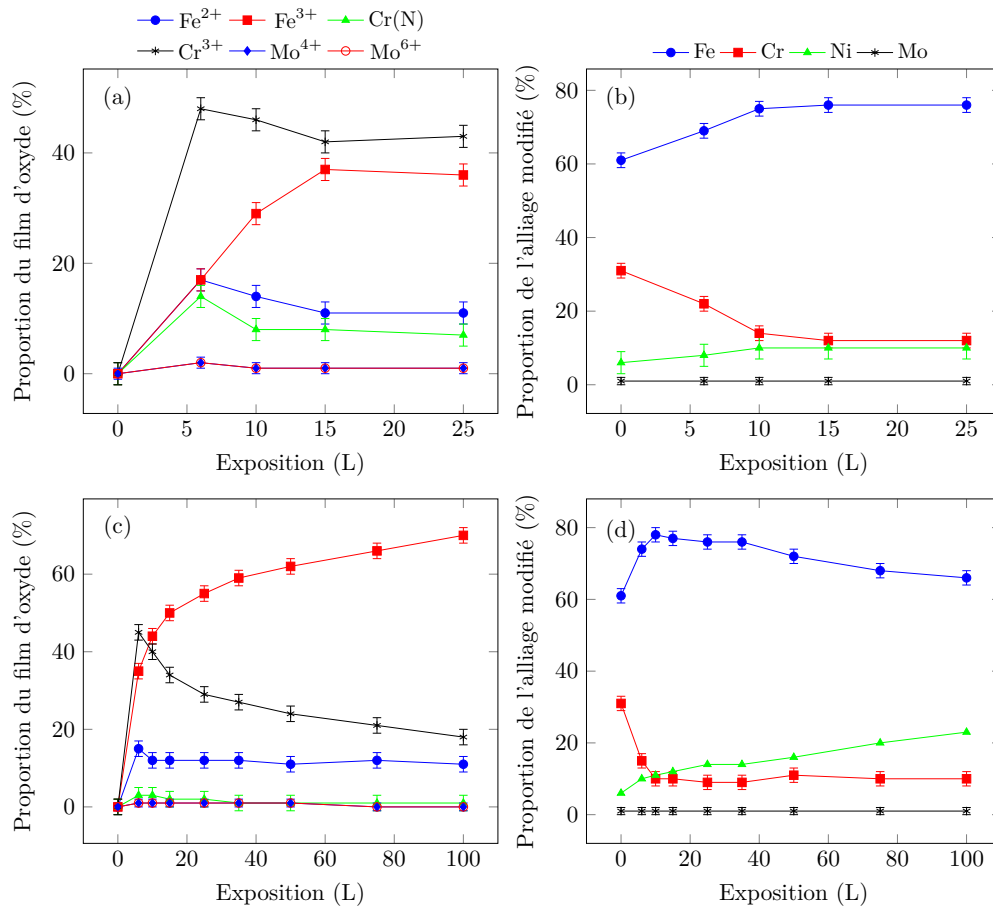 Fe2+ Fe3+ Cr(N)
Cr3+ Mo4+ Mo6+
Fe Cr Ni Mo
(a)
Proportion du film d'oxyde (%)
0 20 40
0 5 6 10 15 25
Exposition (L)
(b)
Proportion de l'alliage modifié (%)
0 20 40 60 80
0 5 6 10 15 25
Exposition (L)
(c)
Proportion du film d'oxyde (%)
0 20 40 60
0 20 40 60 80 100
Exposition (L)
(d)
Proportion de l'alliage modifié (%)
0 20 40 60 80
0 20 40 60 80 100
Exposition (L)